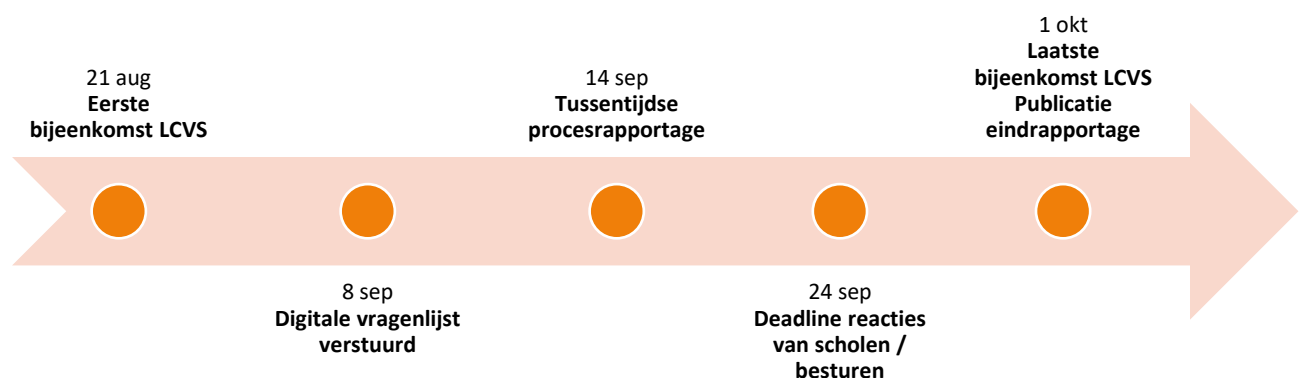 21 aug
Eerste
bijeenkomst LCVS
8 sep
Digitale vragenlijst
verstuurd
14 sep
Tussentijdse
procesrapportage
24 sep
Deadline reacties
van scholen /
besturen
1 okt
Laatste
bijeenkomst LCVS
Publicatie
eindrapportage